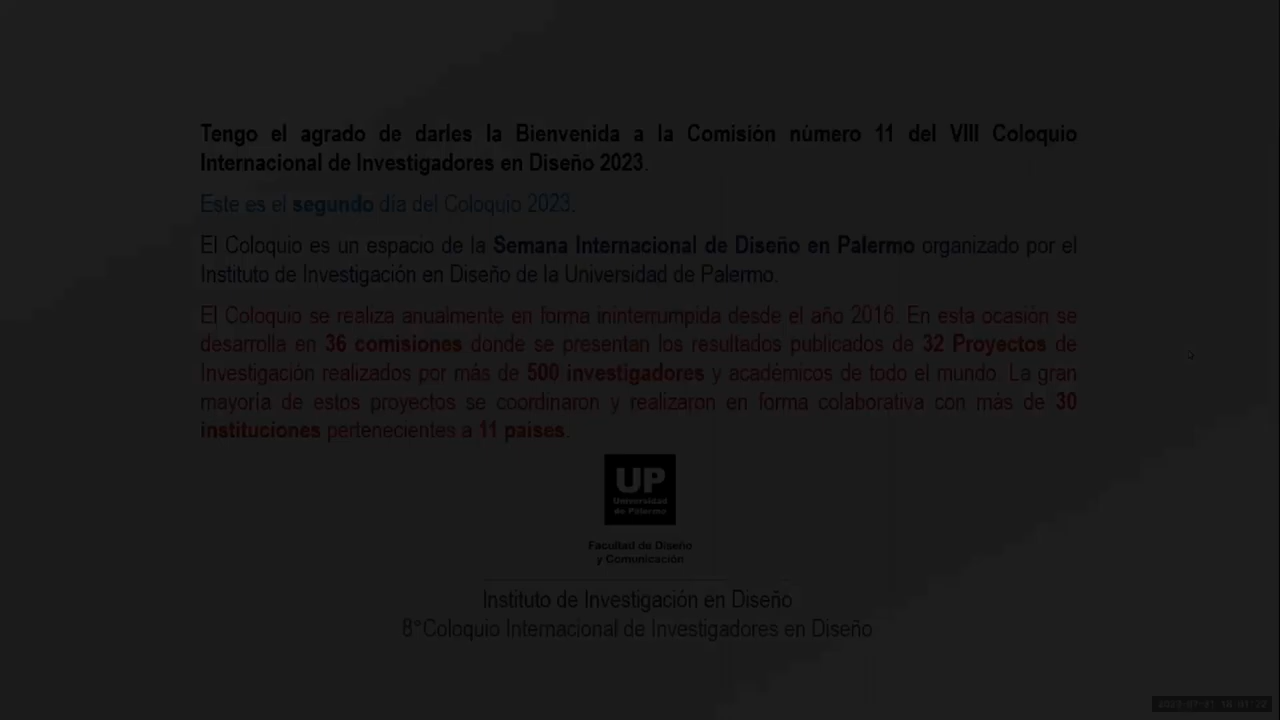 Tengo el agrado de darles la Bienvenida a la Comisión número 11 del VIII Coloquio
Internacional de Investigadores en Diseño 2023.
Este es el segundo día del Coloquio 2023.
El Coloquio es un espacio de la Semana Internacional de Diseño en Palermo organizado por el
Instituto de Investigación en Diseño de la Universidad de Palermo.
El Coloquio se realiza anualmente en forma ininterrumpida desde el año 2016. En esta ocasión se
desarrolla en 36 comisiones donde se presentan los resultados publicados de 32 Proyectos de
Investigación realizados por más de 500 investigadores y académicos de todo el mundo. La gran
mayoría de estos proyectos se coordinaron y realizaron en forma colaborativa con más de 30
instituciones pertenecientes a 11 países.
UP
Universidad
de Palermo
Facultad de Diseño
y Comunicación
Instituto de Investigación en Diseño
8°Coloquio Internacional de Investigadores en Diseño